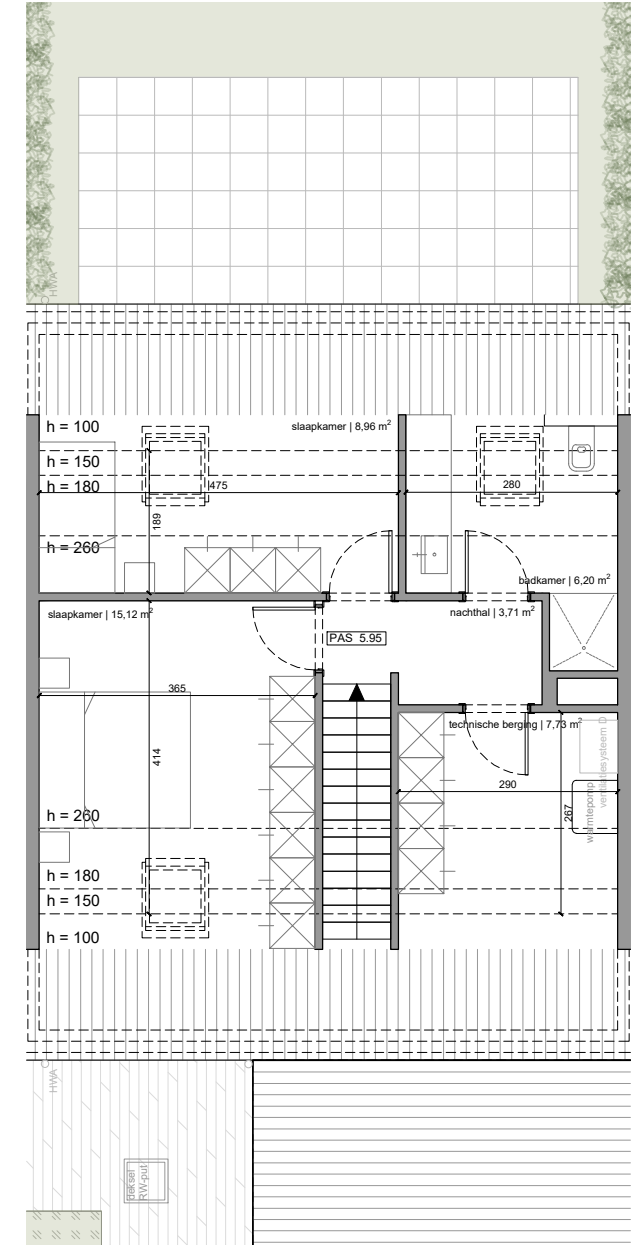 HWA
h = 100
slaapkamer | 8,96 m²
h = 150
h = 180
475
280
189
h = 260
badkamer | 6,20 m²
slaapkamer | 15,12 m²
nachthal | 3,71 m²
PAS 5.95
365
technische berging | 7,73 m²
414
290
267
warmtepomp
ventilatiesysteem D
h = 260
h = 180
h = 150
h = 100
HWA
deksel
RW-put